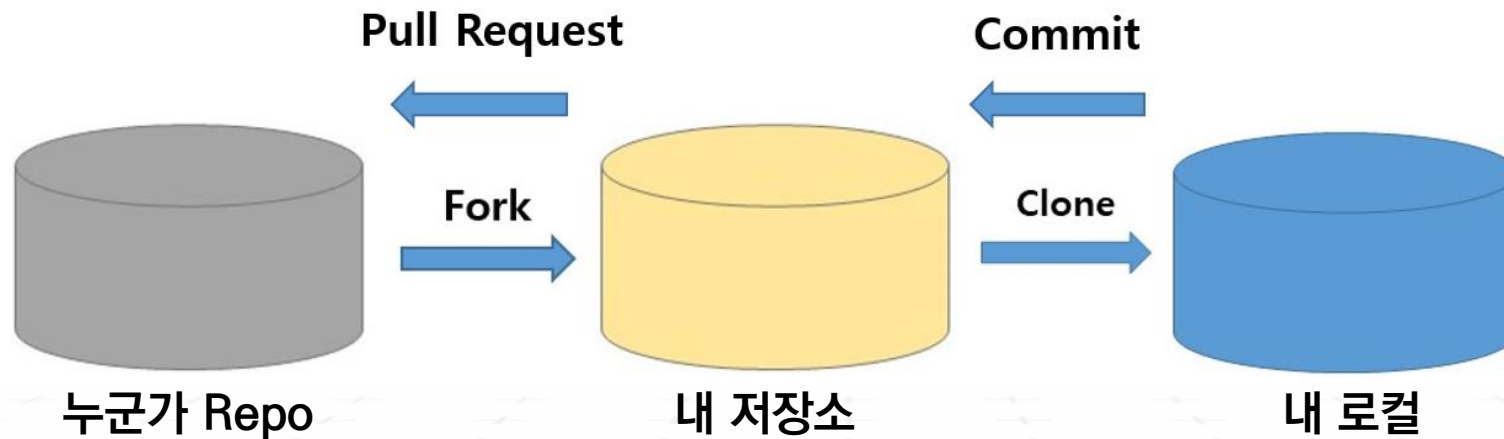 Pull Request
Commit
Fork
Clone
누군가 Repo
내 저장소
내 로컬